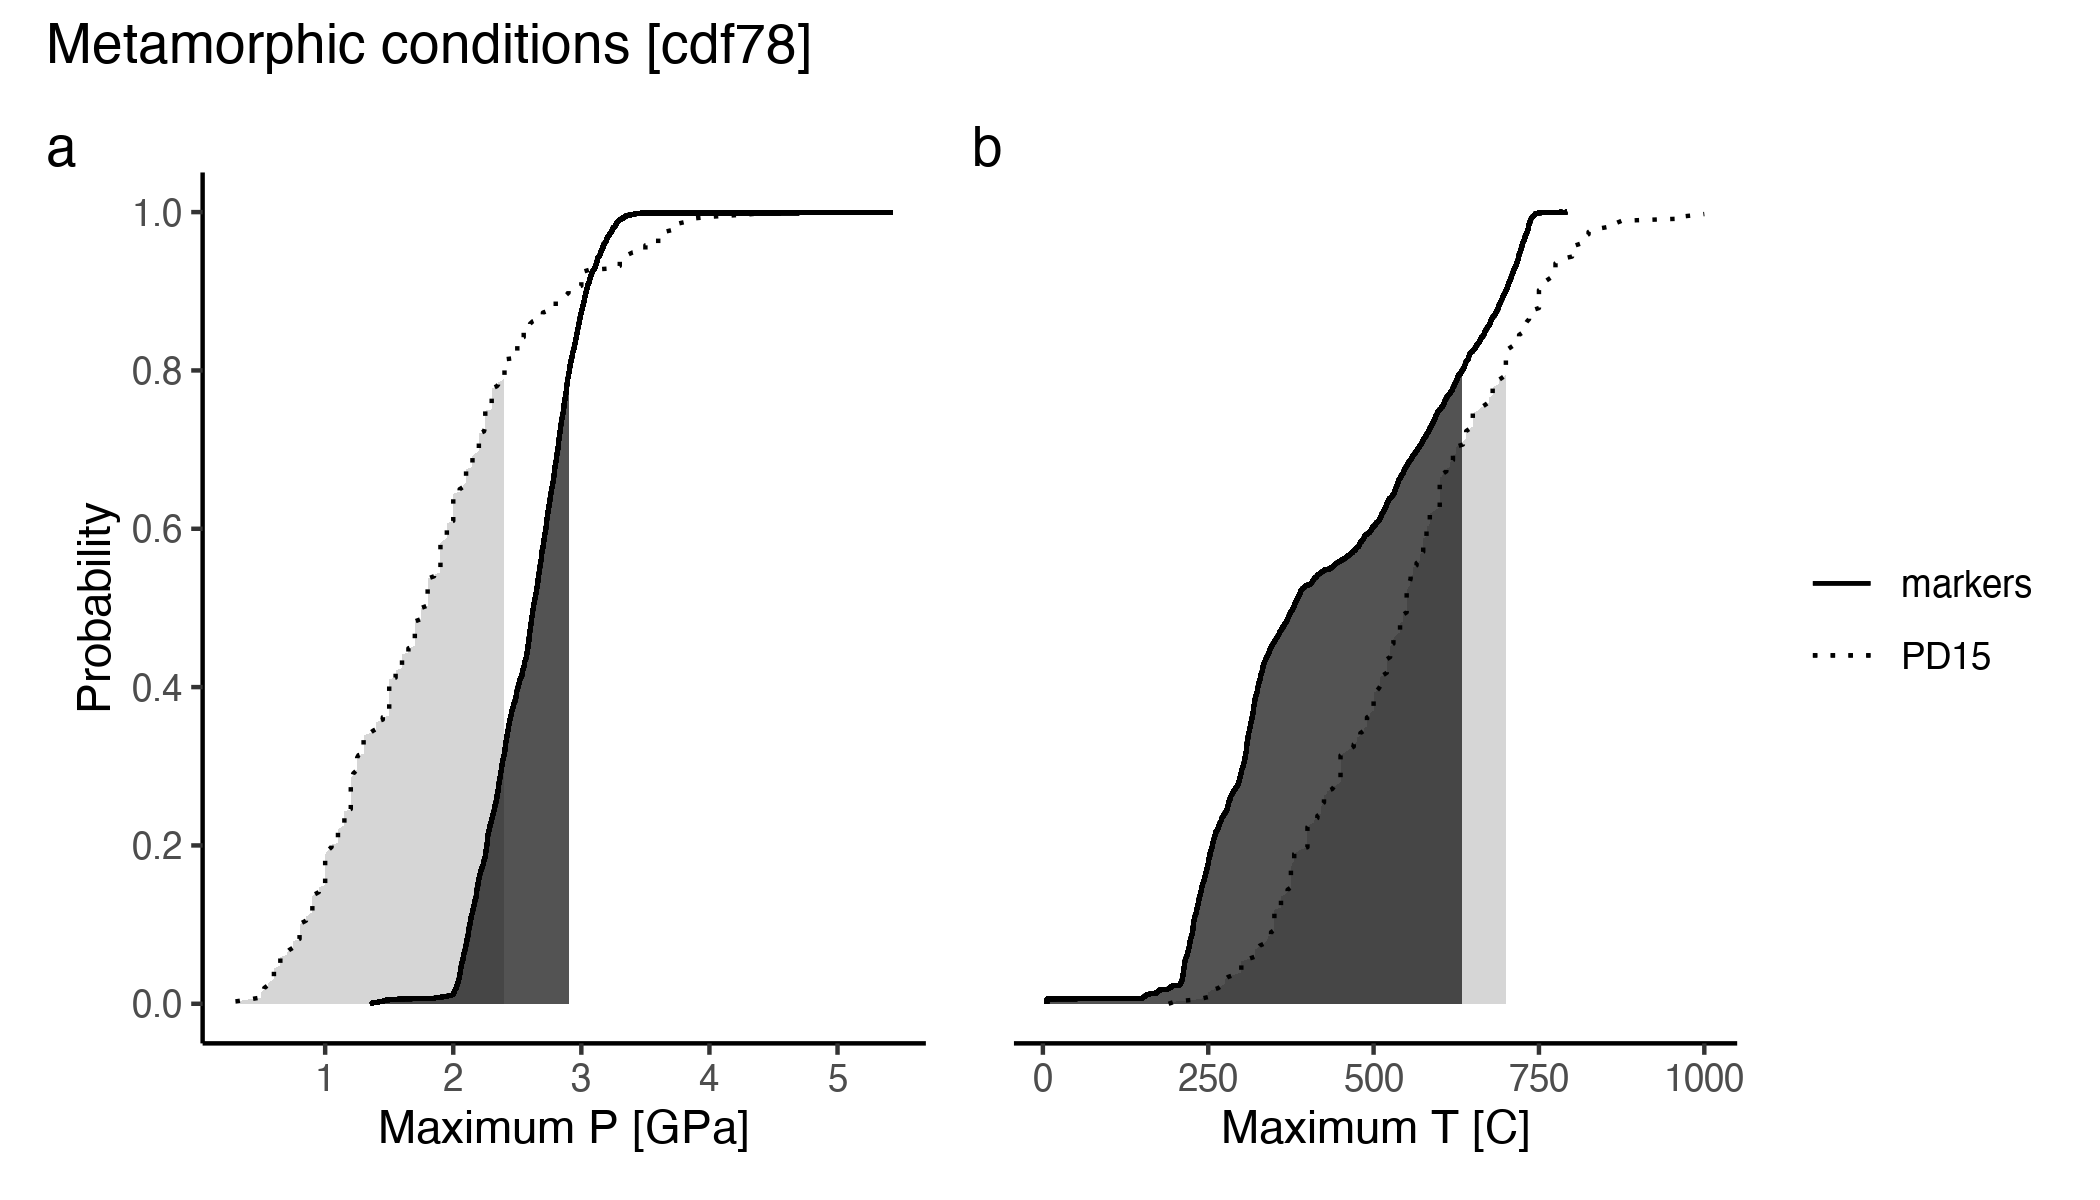 Metamorphic conditions [cdf78]
a
b
1.0
0.8
0.6
0.4
0.2
0.0
Probability
1 2 3 4 5
Maximum P [GPa]
0 250 500 750 1000
Maximum T [C]
markers
PD15